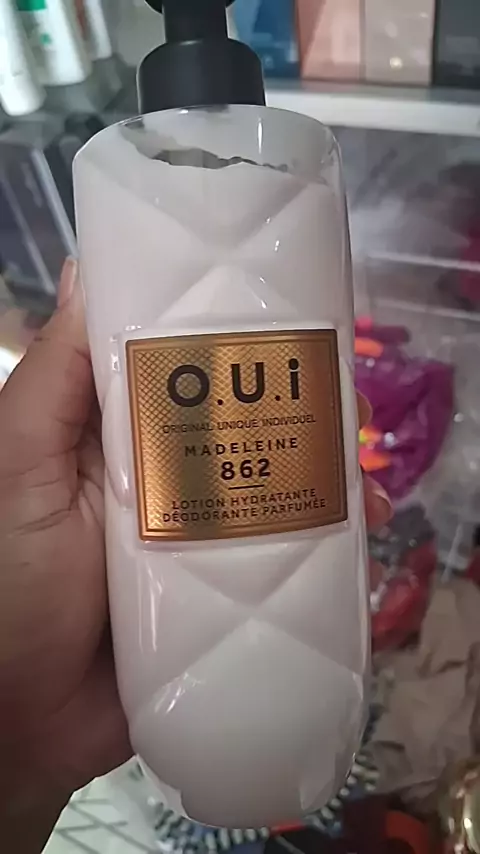 O.U.i
ORIGINAL UNIQUE INDIVIDUEL
MADELEINE
862
LOTION HYDRATANTE
DÉODORANTE PARFUMÉE